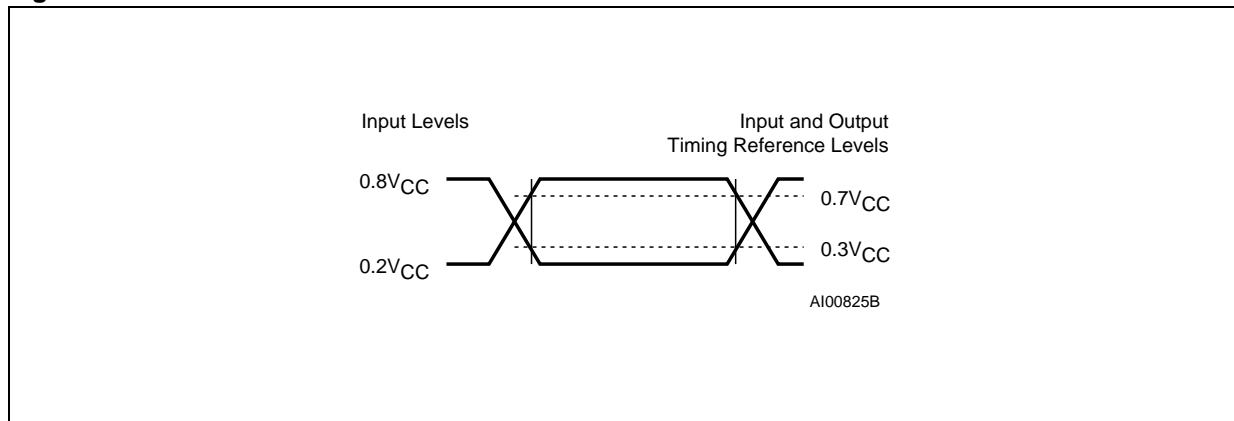 Input Levels
Input and Output
Timing Reference Levels
0.8VCC
0.7VCC
0.3VCC
0.2VCC
AI00825B